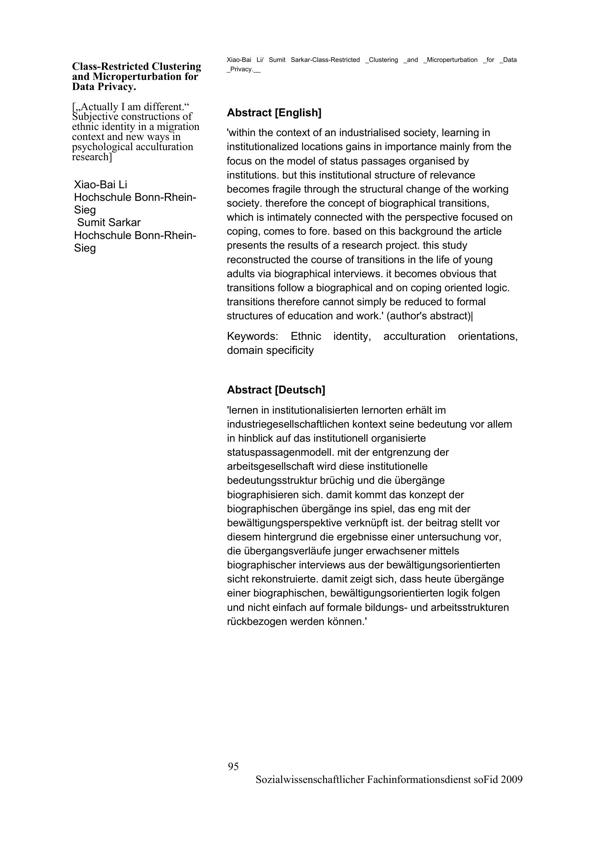 Class-Restricted Clustering
and Microperturbation for
Data Privacy.
[„Actually I am different.“
Subjective constructions of
ethnic identity in a migration
context and new ways in
psychological acculturation
research]
Xiao-Bai Li
Hochschule Bonn-Rhein-
Sieg
Sumit Sarkar
Hochschule Bonn-Rhein-
Sieg
Xiao-Bai Li/ Sumit Sarkar-Class-Restricted _Clustering _and _Microperturbation _for _Data
_Privacy.__
Abstract [English]
'within the context of an industrialised society, learning in
institutionalized locations gains in importance mainly from the
focus on the model of status passages organised by
institutions. but this institutional structure of relevance
becomes fragile through the structural change of the working
society. therefore the concept of biographical transitions,
which is intimately connected with the perspective focused on
coping, comes to fore. based on this background the article
presents the results of a research project. this study
reconstructed the course of transitions in the life of young
adults via biographical interviews. it becomes obvious that
transitions follow a biographical and on coping oriented logic.
transitions therefore cannot simply be reduced to formal
structures of education and work.' (author's abstract)|
Keywords: Ethnic identity, acculturation orientations,
domain specificity
Abstract [Deutsch]
'lernen in institutionalisierten lernorten erhält im
industriegesellschaftlichen kontext seine bedeutung vor allem
in hinblick auf das institutionell organisierte
statuspassagenmodell. mit der entgrenzung der
arbeitsgesellschaft wird diese institutionelle
bedeutungsstruktur brüchig und die übergänge
biographisieren sich. damit kommt das konzept der
biographischen übergänge ins spiel, das eng mit der
bewältigungsperspektive verknüpft ist. der beitrag stellt vor
diesem hintergrund die ergebnisse einer untersuchung vor,
die übergangsverläufe junger erwachsener mittels
biographischer interviews aus der bewältigungsorientierten
sicht rekonstruierte. damit zeigt sich, dass heute übergänge
einer biographischen, bewältigungsorientierten logik folgen
und nicht einfach auf formale bildungs- und arbeitsstrukturen
rückbezogen werden können.'
95
Sozialwissenschaftlicher Fachinformationsdienst soFid 2009